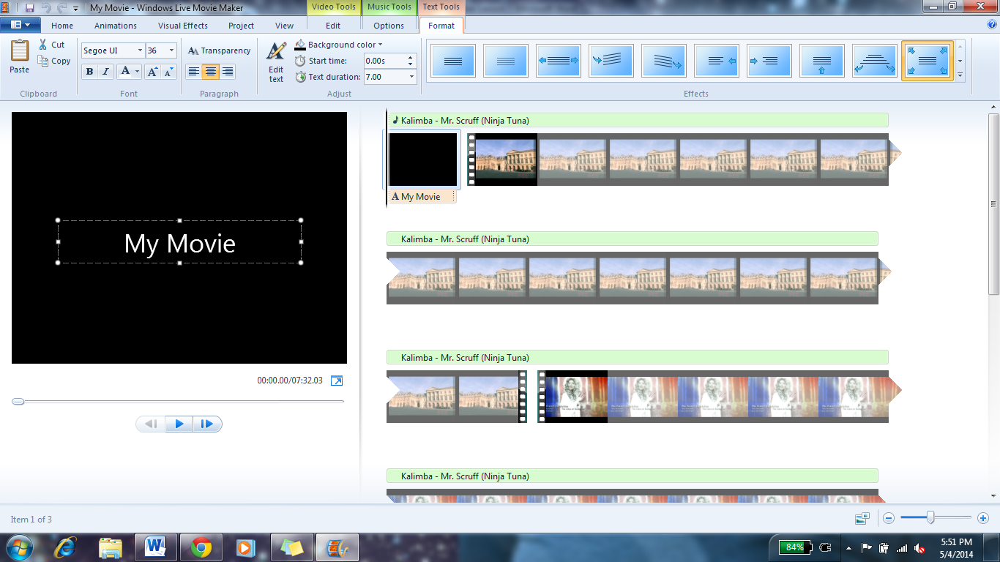 My Movie - Windows Live Movie Maker
Video Tools Music Tools Text Tools
Home Animations Visual Effects Project View Edit Options Format
Paste Cut Copy
Clipboard
Segoe UI 36
B I A A A
Font
Transparency
Paragraph
Edit text
Background color
Start time: 0.00s
Text duration: 7.00
Adjust
Effects
My Movie
00:00.00/07:32.03
Kalimba - Mr. Scruff (Ninja Tuna)
A My Movie
Kalimba - Mr. Scruff (Ninja Tuna)
Kalimba - Mr. Scruff (Ninja Tuna)
Kalimba - Mr. Scruff (Ninja Tuna)
Item 1 of 3
84%
5:51 PM
5/4/2014